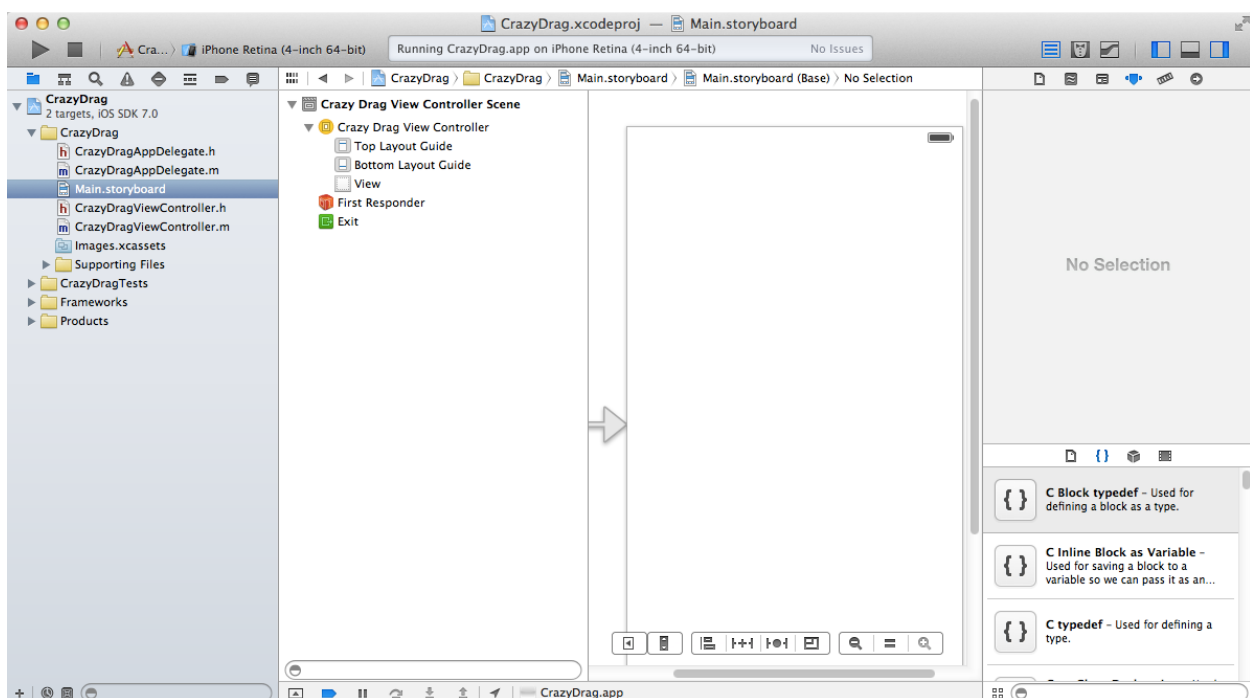 CrazyDrag.xcodeproj — Main.storyboard
Cra... iPhone Retina (4-inch 64-bit)
Running CrazyDrag.app on iPhone Retina (4-inch 64-bit) No Issues
CrazyDrag CrazyDrag Main.storyboard Main.storyboard (Base) No Selection
CrazyDrag
2 targets, iOS SDK 7.0
CrazyDrag
h CrazyDragAppDelegate.h
m CrazyDragAppDelegate.m
Main.storyboard
h CrazyDragViewController.h
m CrazyDragViewController.m
Images.xcassets
Supporting Files
CrazyDragTests
Frameworks
Products
Crazy Drag View Controller Scene
Crazy Drag View Controller
Top Layout Guide
Bottom Layout Guide
View
First Responder
Exit
No Selection
{ }
{ } C Block typedef – Used for
defining a block as a type.
{ } C Inline Block as Variable –
Used for saving a block to a
variable so we can pass it as an...
{ } C typedef – Used for defining a
type.
CrazyDrag.app